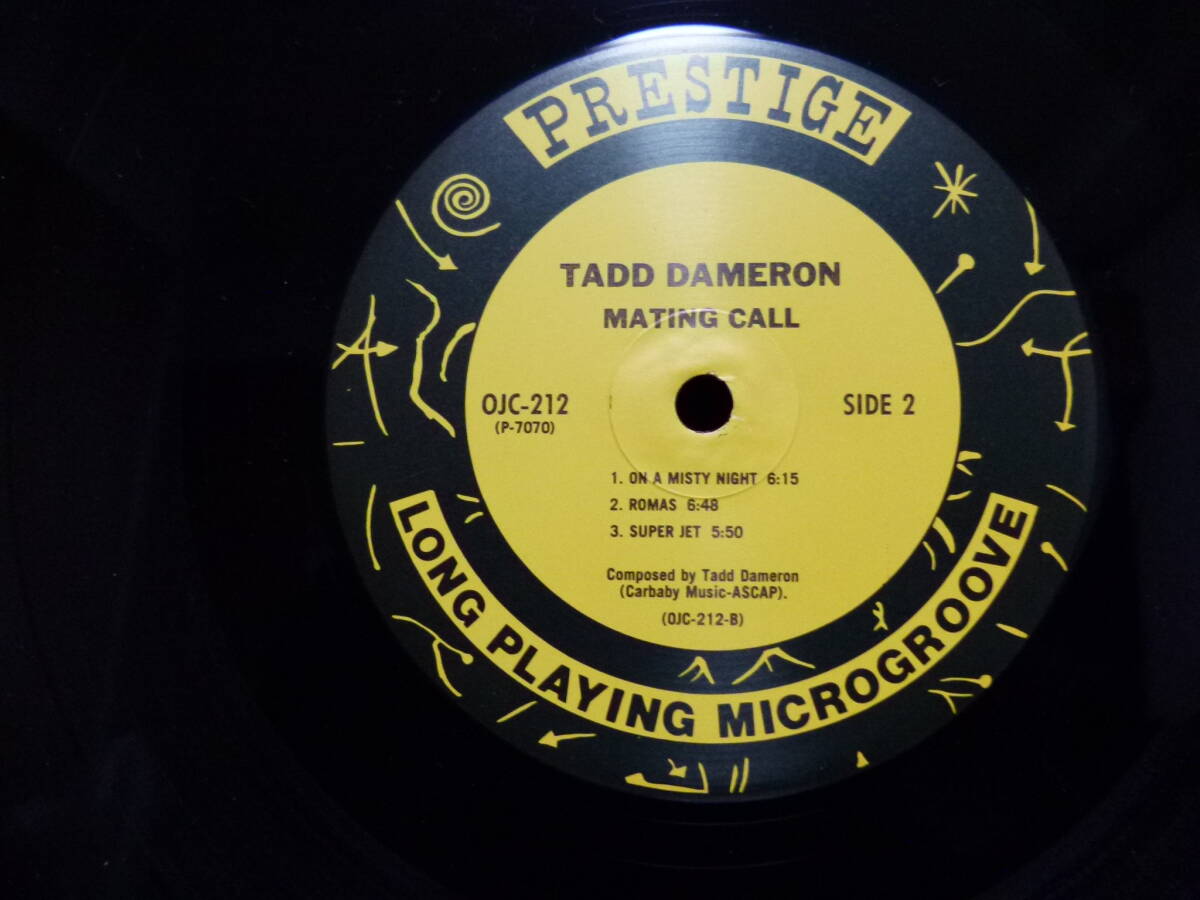 PRESTIGE
TADD DAMERON
MATING CALL
OJC-212
(P-7070)
SIDE 2
1. ON A MISTY NIGHT 6:15
2. ROMAS 6:48
3. SUPER JET 5:50
Composed by Tadd Dameron
(Carbaby Music-ASCAP).
(OJC-212-B)
LONG PLAYING MICROGROOVE